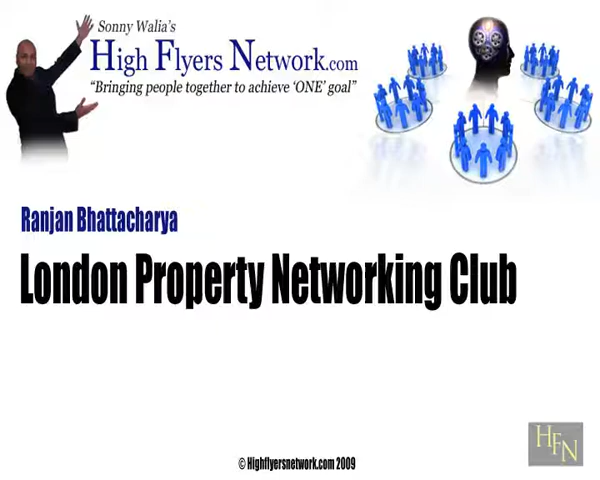 Sonny Walia's
High Flyers Network.com
“Bringing people together to achieve ‘ONE’ goal”
Ranjan Bhattacharya
London Property Networking Club
HFN
© Highflyersnetwork.com 2009